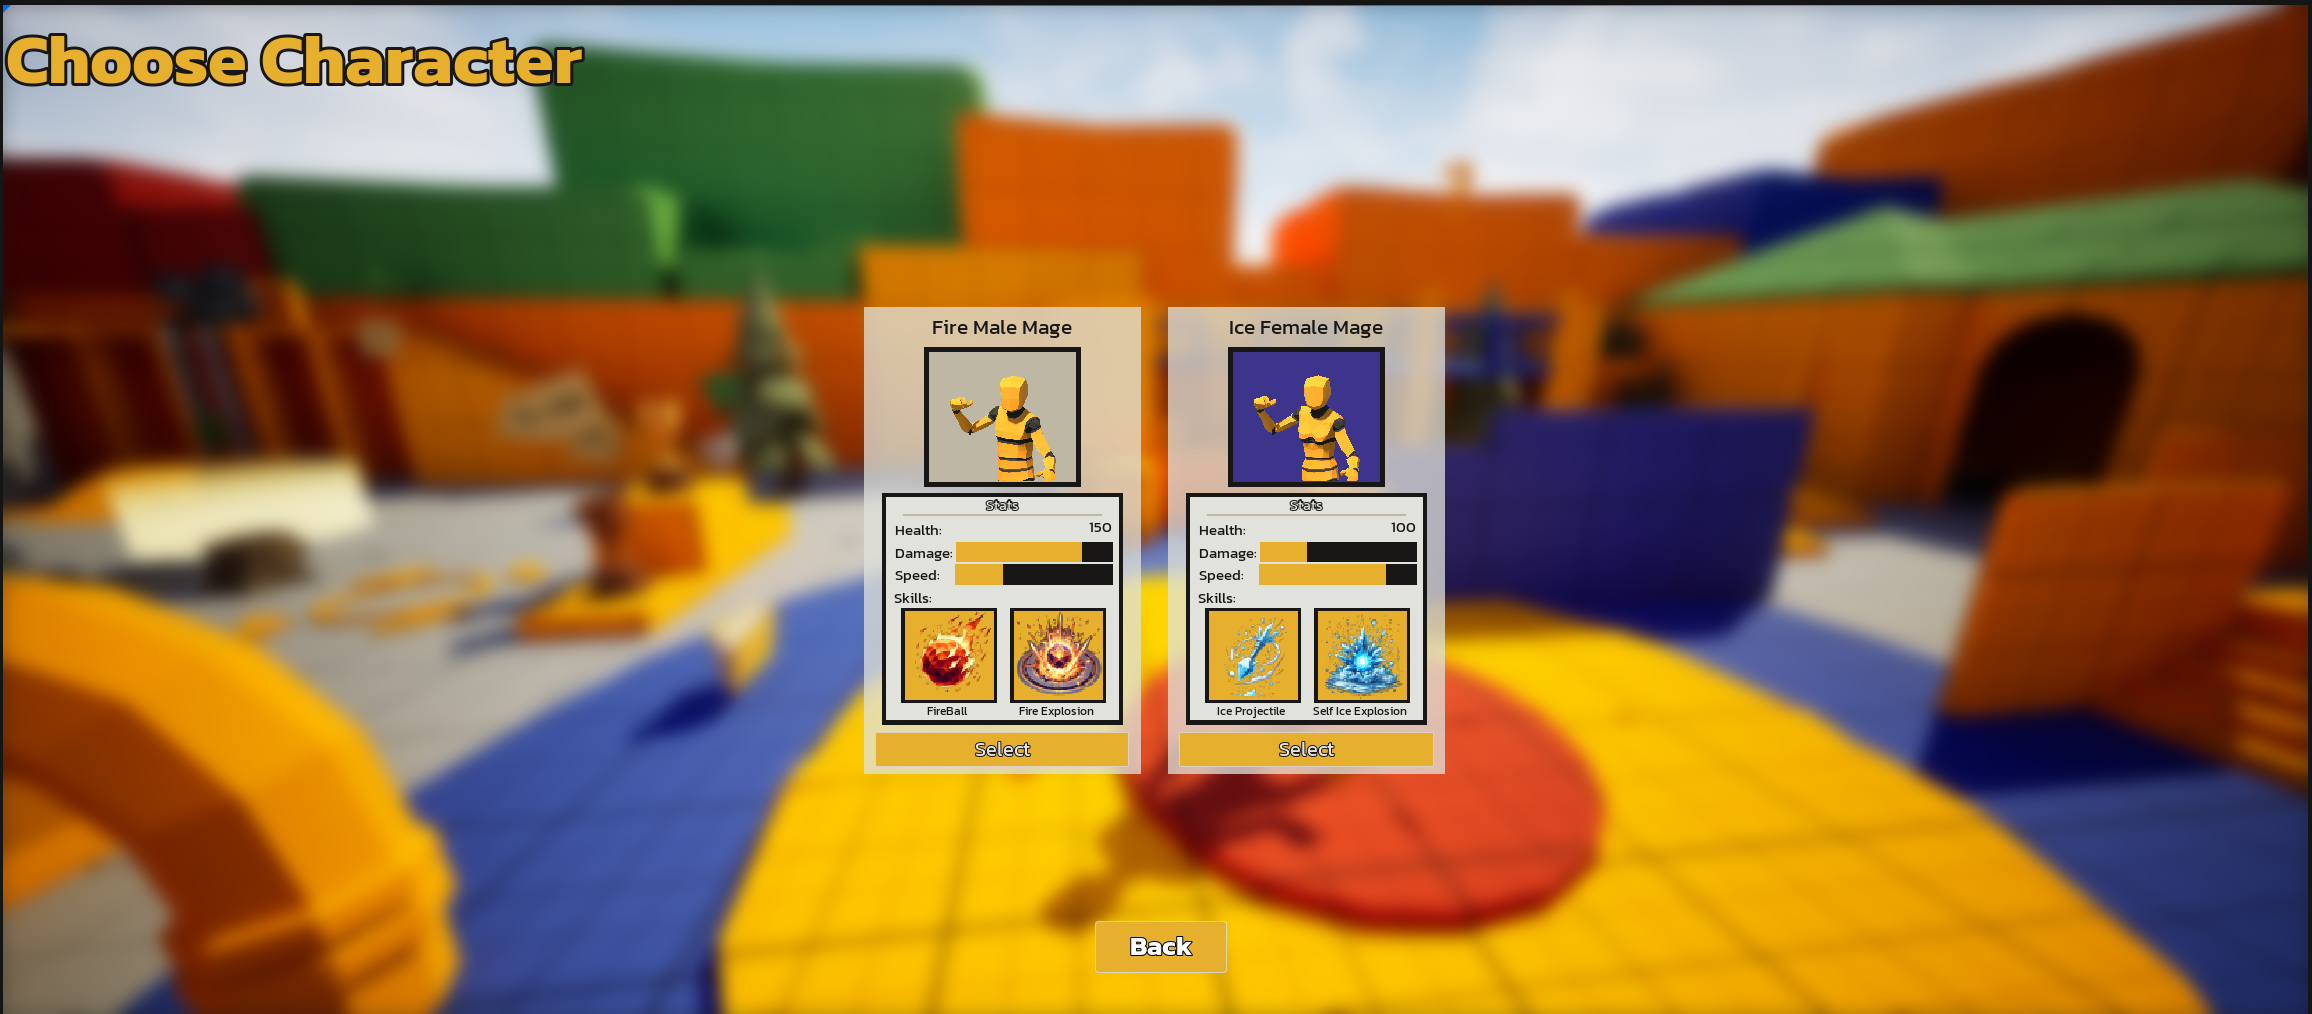 Choose Character
Fire Male Mage
Stats
Health: 150
Damage:
Speed:
Skills:
FireBall Fire Explosion
Select
Ice Female Mage
Stats
Health: 100
Damage:
Speed:
Skills:
Ice Projectile Self Ice Explosion
Select
Back